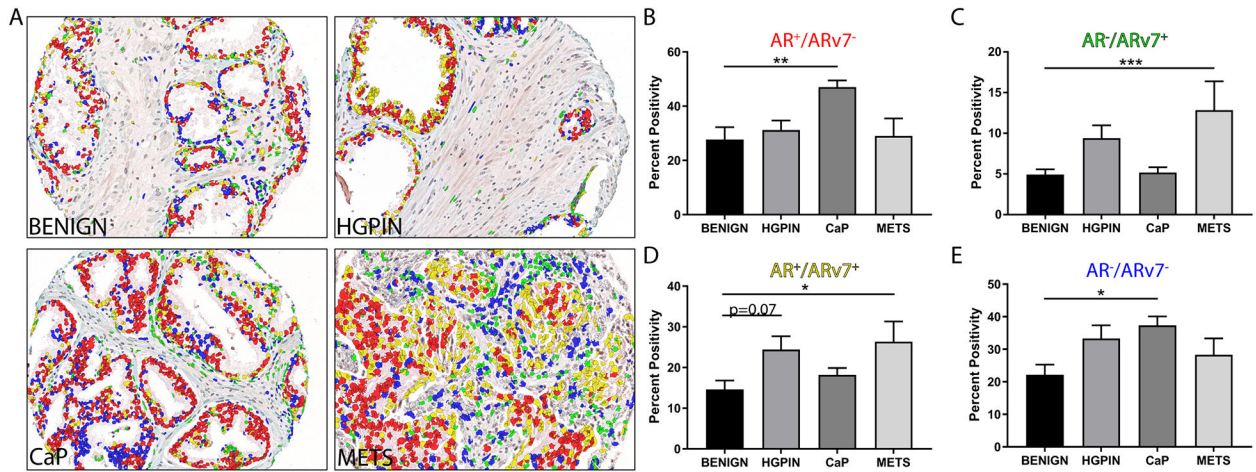 A
BENIGN
HGPIN
CaP
METS
B
AR⁺/ARv7⁻
Percent Positivity
60
40
20
0
**
BENIGN HGPIN CaP METS
C
AR⁻/ARv7⁺
Percent Positivity
20
15
10
5
0
***
BENIGN HGPIN CaP METS
D
AR⁺/ARv7⁺
Percent Positivity
40
30
20
10
0
p=0.07
*
BENIGN HGPIN CaP METS
E
AR⁻/ARv7⁻
Percent Positivity
50
40
30
20
10
0
*
BENIGN HGPIN CaP METS